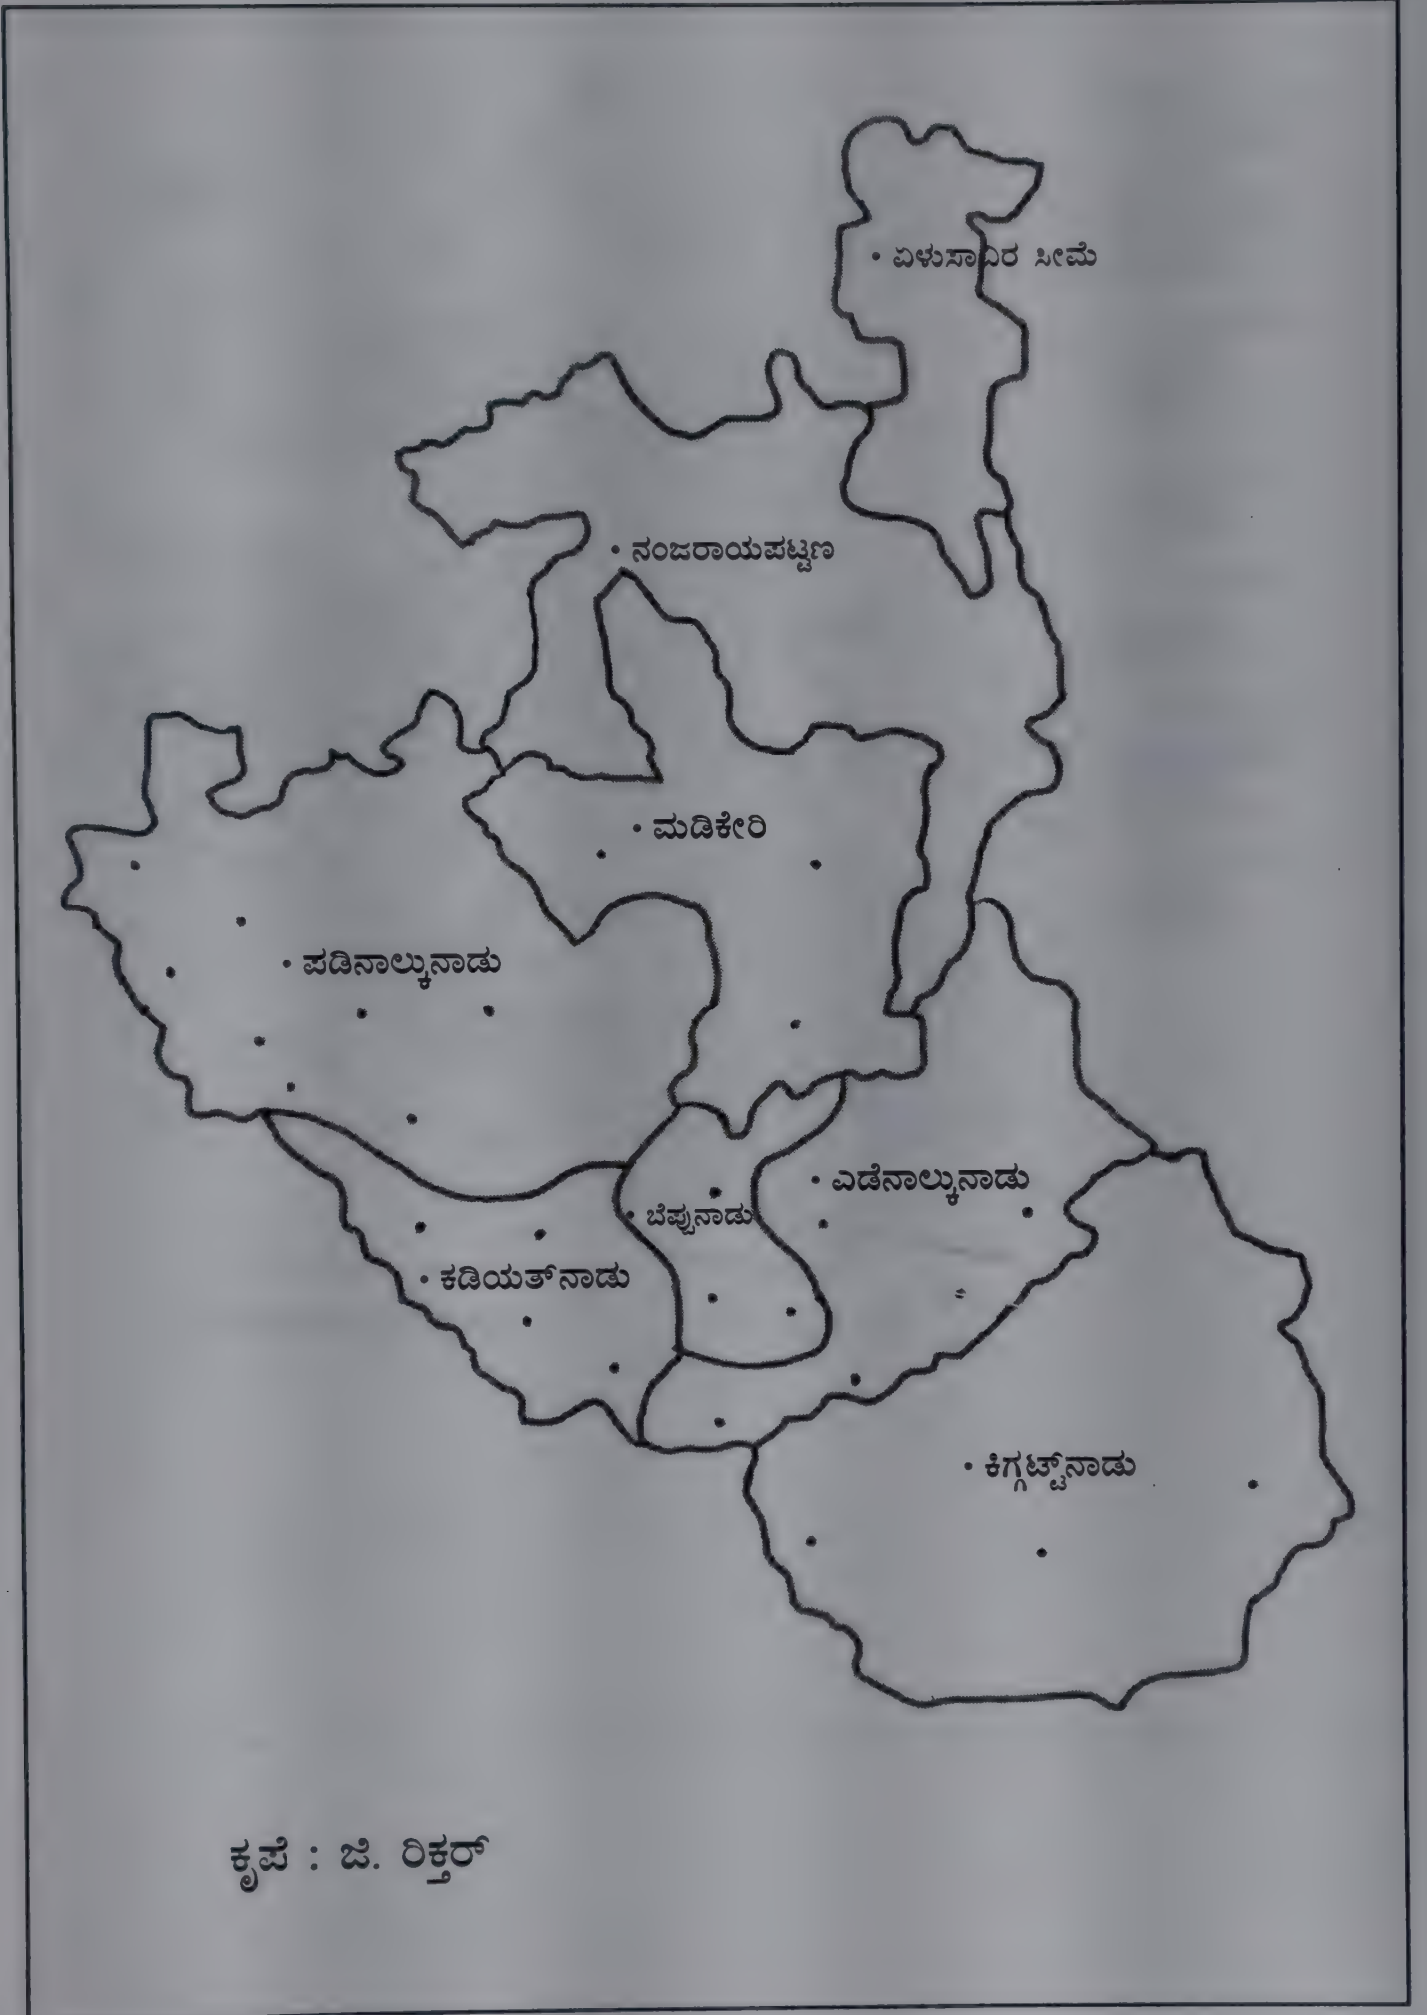 ಏಳುಸಾವಿರ ಸೀಮೆ
ನಂಜರಾಯಪಟ್ಟಣ
ಮಡಿಕೇರಿ
ಪಡಿನಾಲ್ಕುನಾಡು
ಎಡೆನಾಲ್ಕುನಾಡು
ಬೆಪ್ಪುನಾಡು
ಕಡಿಯತ್‌ನಾಡು
ಕಿಗ್ಗಟ್ಟ್‌ನಾಡು
ಕೃಪೆ : ಜಿ. ರಿಕ್ತರ್